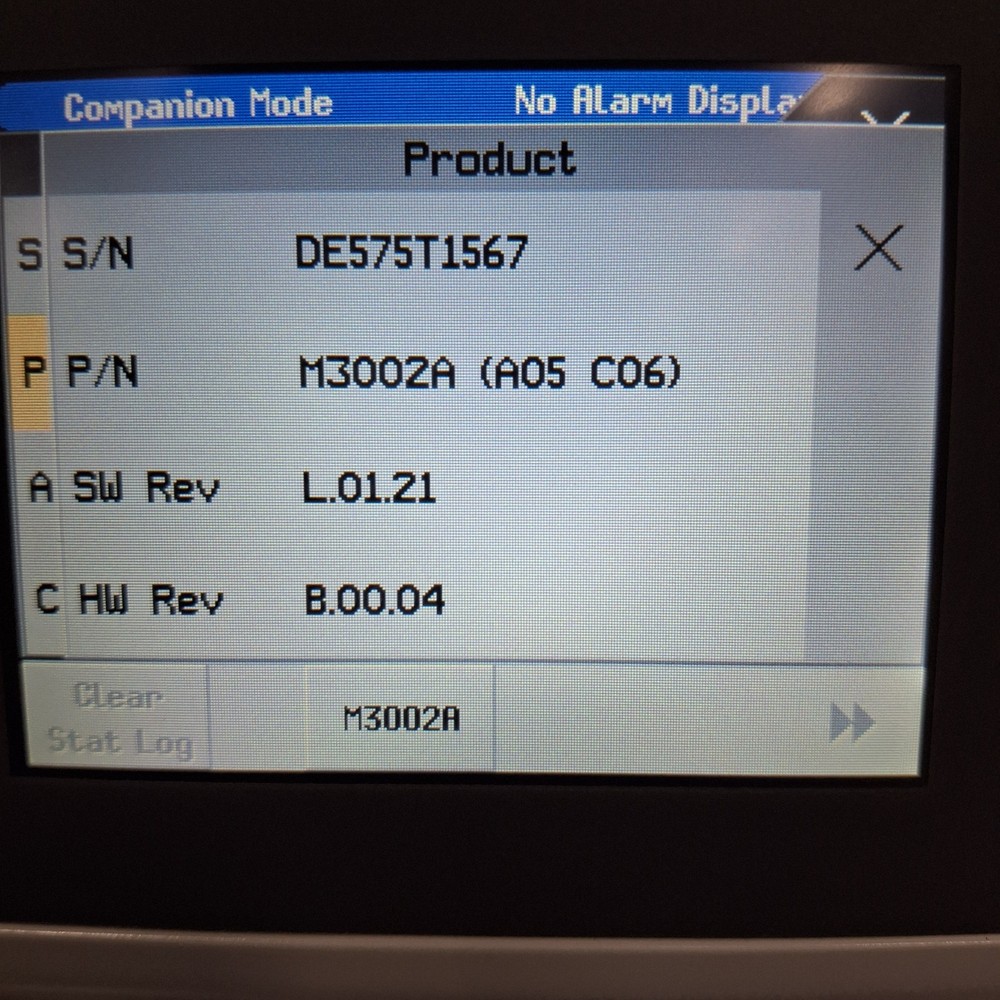 Companion Mode No Alarm Displa
Product
S S/N DE575T1567
P P/N M3002A (A05 C06)
A SW Rev L.01.21
C HW Rev B.00.04
Clear
Stat Log
M3002A